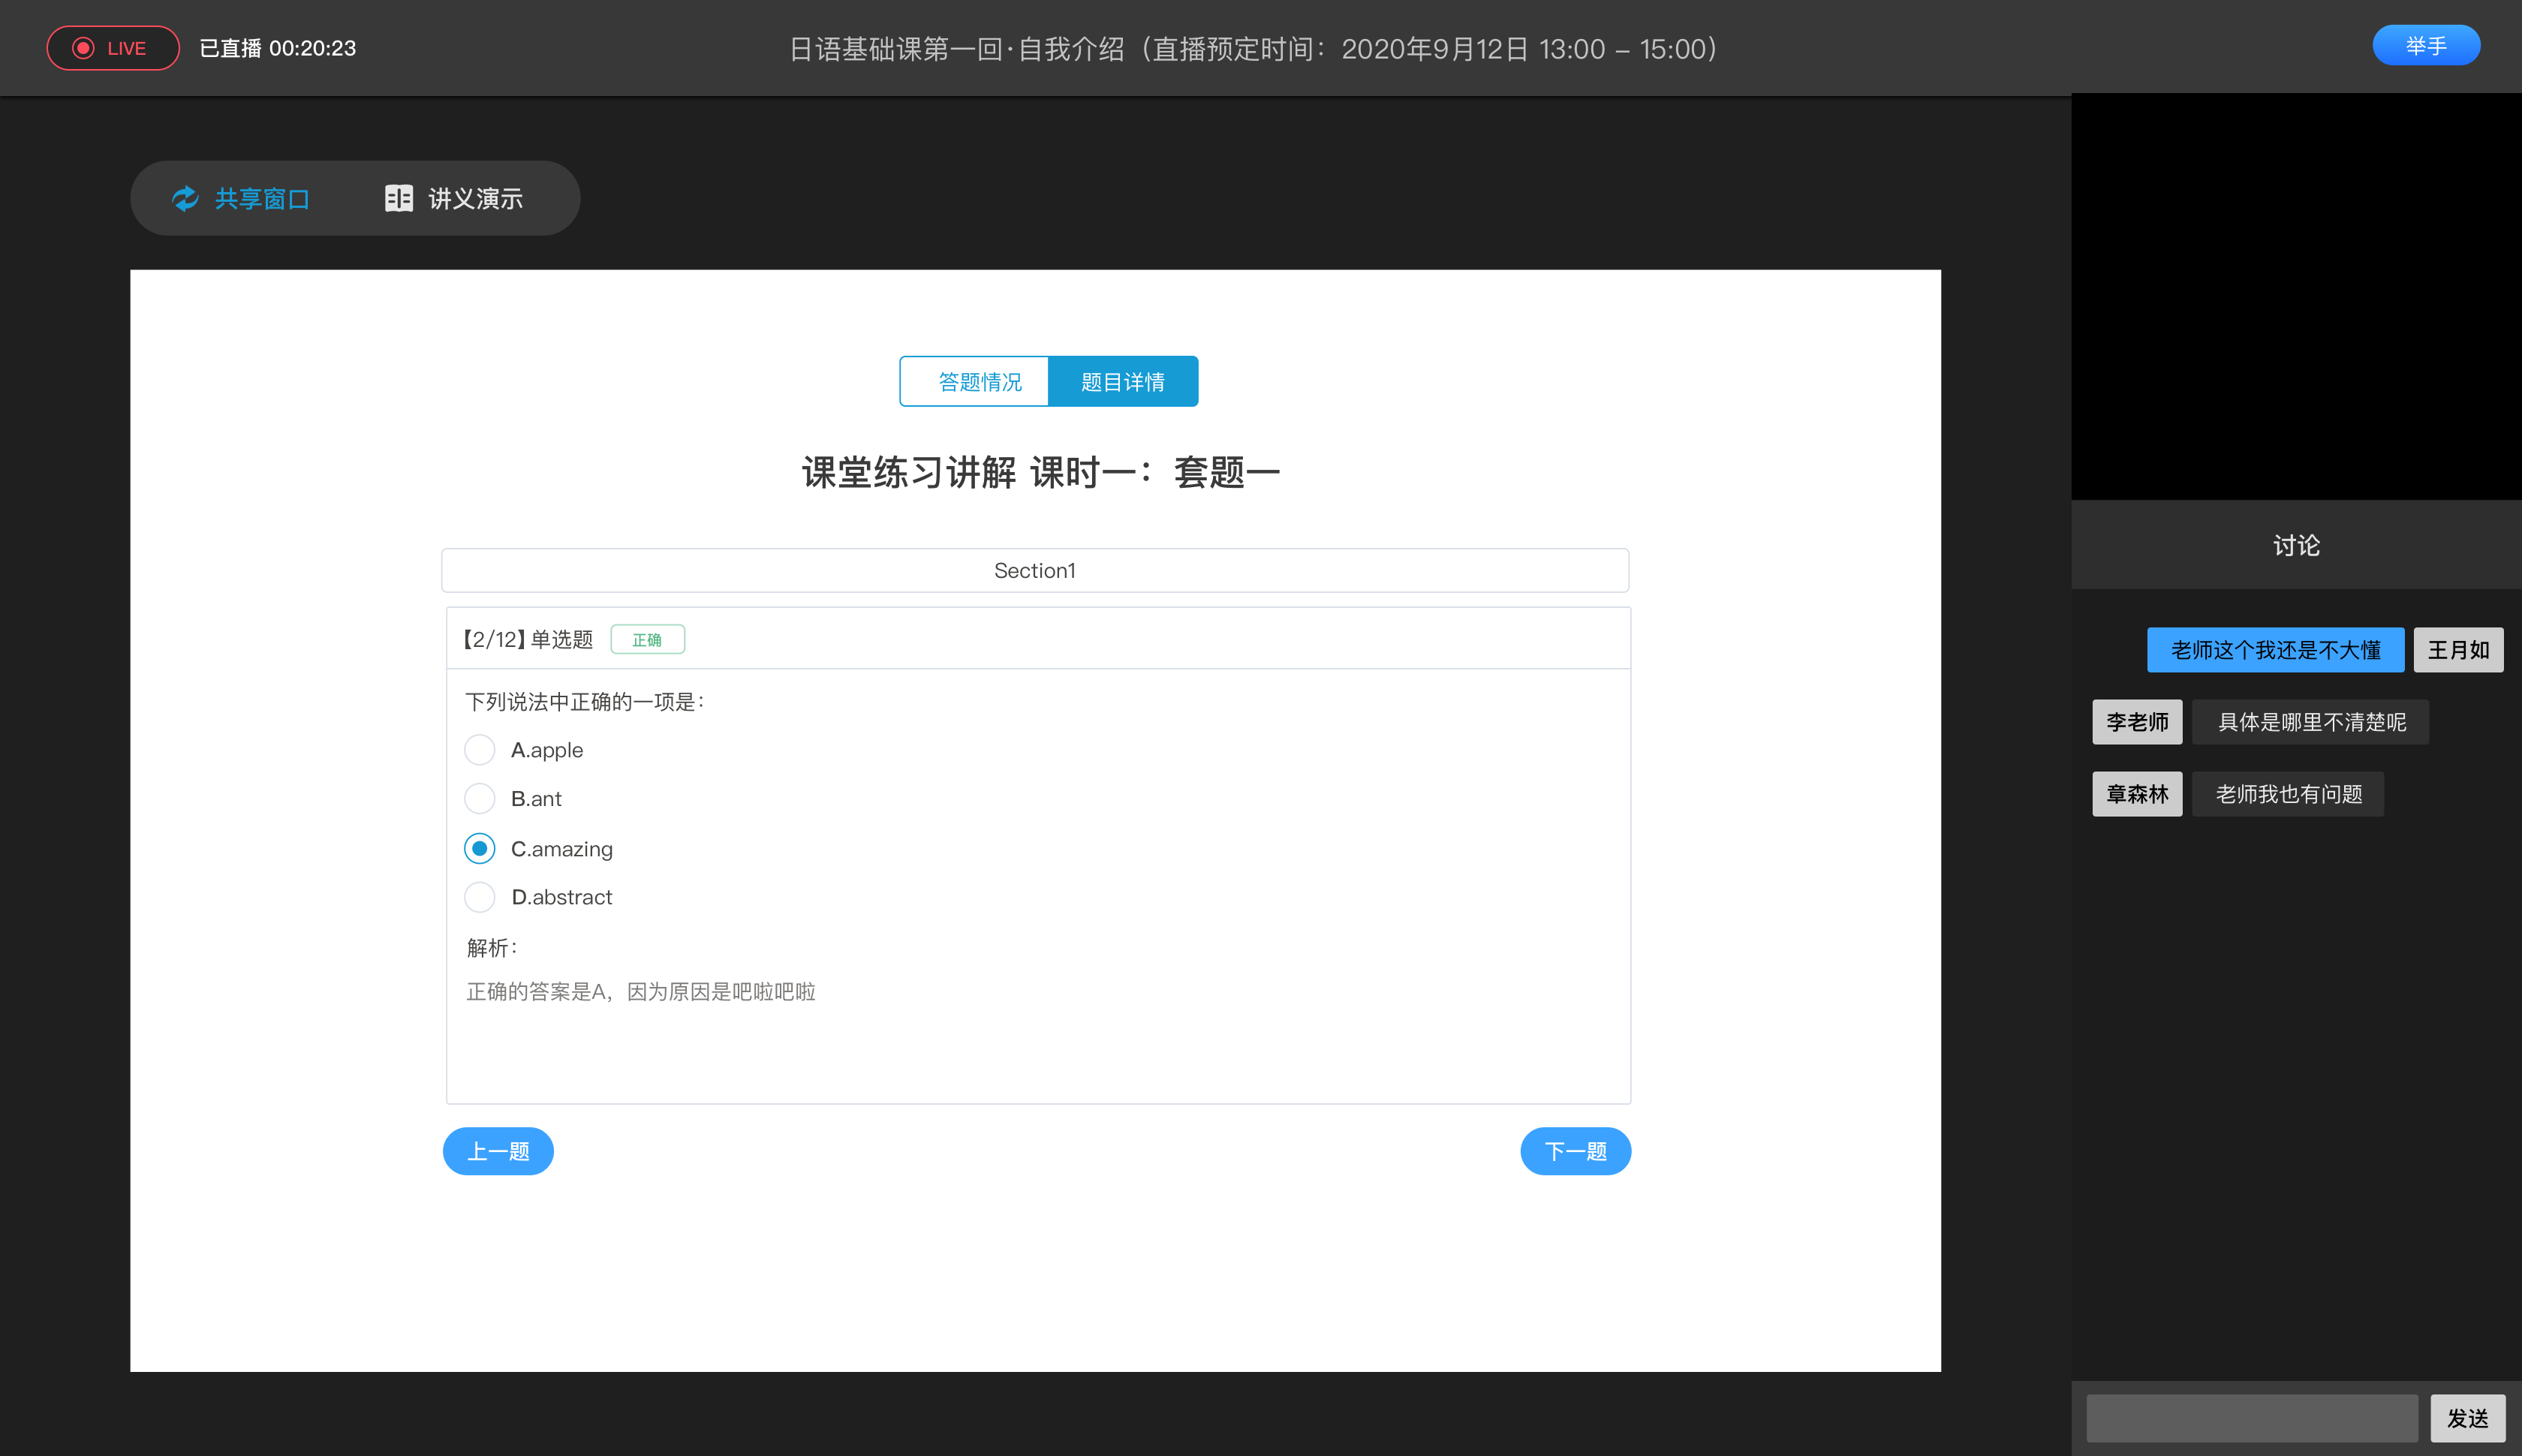 LIVE 已直播 00:20:23
日语基础课第一回·自我介绍（直播预定时间：2020年9月12日 13:00 – 15:00）
举手
共享窗口 讲义演示
答题情况 题目详情
课堂练习讲解 课时一：套题一
Section1
【2/12】单选题 正确
下列说法中正确的一项是：
A.apple
B.ant
C.amazing
D.abstract
解析：
正确的答案是A，因为原因是吧啦吧啦
上一题 下一题
讨论
老师这个我还是不大懂 王月如
李老师 具体是哪里不清楚呢
章森林 老师我也有问题
发送